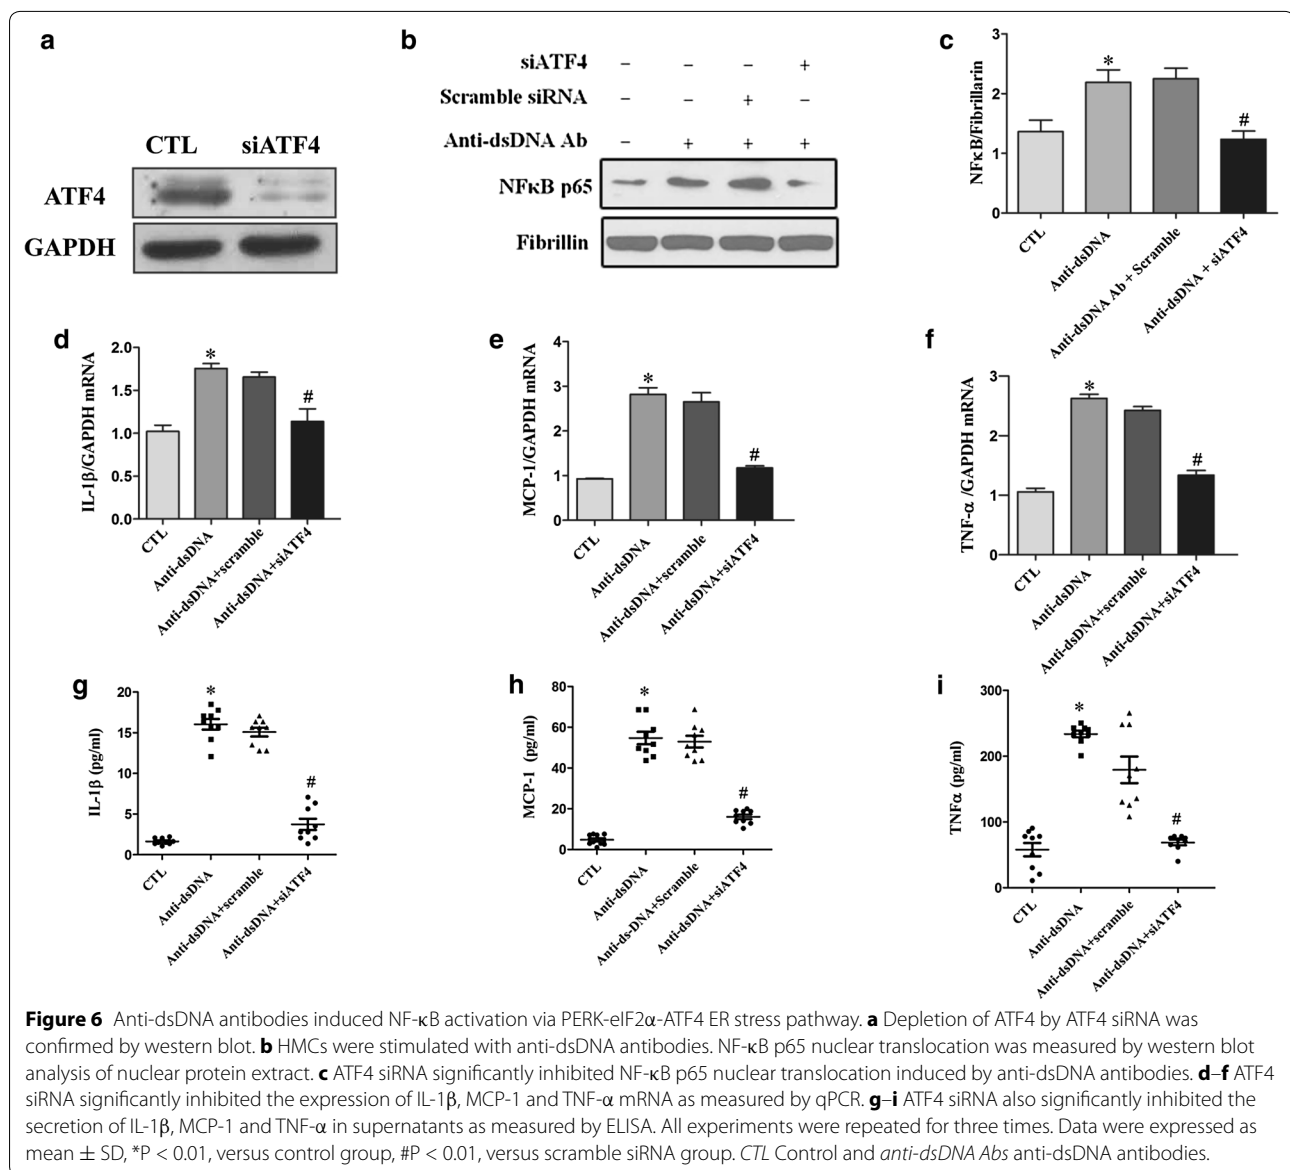 a
CTL siATF4
ATF4
GAPDH
b
siATF4 – – – +
Scramble siRNA – – + –
Anti-dsDNA Ab – + + +
NFκB p65
Fibrillin
c
NFκB/Fibrillarin
3
2
1
0
CTL
Anti-dsDNA
Anti-dsDNA Ab + Scramble
Anti-dsDNA + siATF4
*
#
d
IL-1β/GAPDH mRNA
2.0
1.5
1.0
0.5
0.0
CTL
Anti-dsDNA
Anti-dsDNA+scramble
Anti-dsDNA+siATF4
*
#
e
MCP-1/GAPDH mRNA
4
3
2
1
0
CTL
Anti-dsDNA
Anti-dsDNA+scramble
Anti-dsDNA+siATF4
*
#
f
TNF-α /GAPDH mRNA
3
2
1
0
CTL
Anti-dsDNA
Anti-dsDNA+scramble
Anti-dsDNA+siATF4
*
#
g
IL-1β (pg/ml)
20
15
10
5
0
CTL
Anti-dsDNA
Anti-dsDNA+scramble
Anti-dsDNA+siATF4
*
#
h
MCP-1 (pg/ml)
80
60
40
20
0
CTL
Anti-dsDNA
Anti-ds-DNA+Scramble
Anti-dsDNA+siATF4
*
#
i
TNFα (pg/ml)
300
200
100
0
CTL
Anti-dsDNA
Anti-dsDNA+scramble
Anti-dsDNA+siATF4
*
#
Figure 6 Anti-dsDNA antibodies induced NF-κB activation via PERK-eIF2α-ATF4 ER stress pathway. a Depletion of ATF4 by ATF4 siRNA was
confirmed by western blot. b HMCs were stimulated with anti-dsDNA antibodies. NF-κB p65 nuclear translocation was measured by western blot
analysis of nuclear protein extract. c ATF4 siRNA significantly inhibited NF-κB p65 nuclear translocation induced by anti-dsDNA antibodies. d–f ATF4
siRNA significantly inhibited the expression of IL-1β, MCP-1 and TNF-α mRNA as measured by qPCR. g–i ATF4 siRNA also significantly inhibited the
secretion of IL-1β, MCP-1 and TNF-α in supernatants as measured by ELISA. All experiments were repeated for three times. Data were expressed as
mean ± SD, *P < 0.01, versus control group, #P < 0.01, versus scramble siRNA group. CTL Control and anti-dsDNA Abs anti-dsDNA antibodies.